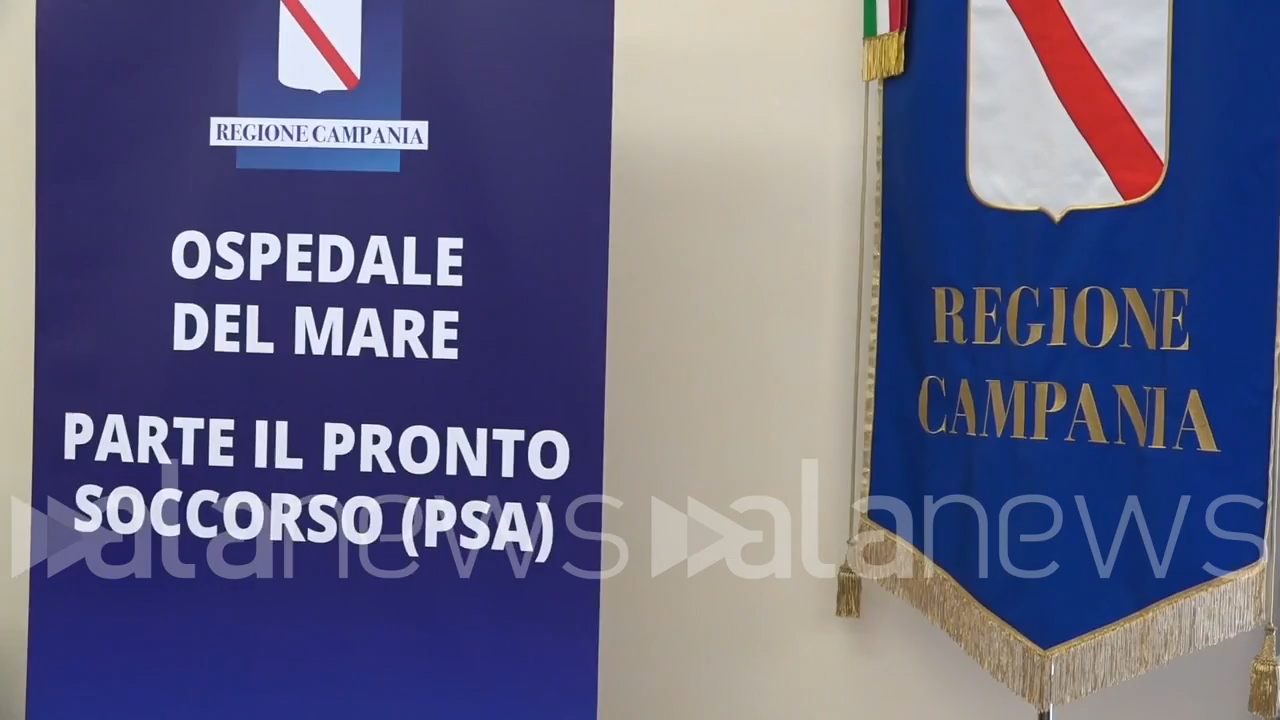 REGIONE CAMPANIA
OSPEDALE
DEL MARE
PARTE IL PRONTO
SOCCORSO (PSA)
REGIONE
CAMPANIA
alanews
alanews